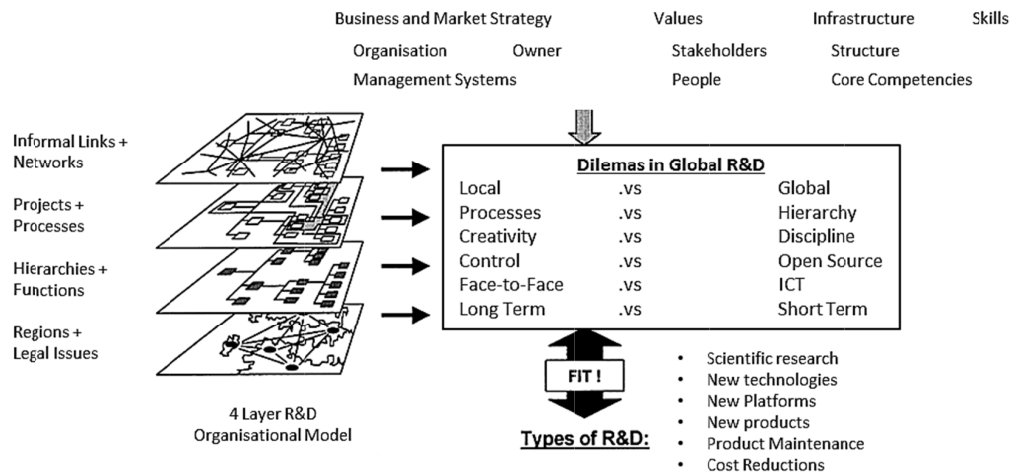 Business and Market Strategy Values Infrastructure Skills
Organisation Owner Stakeholders Structure
Management Systems People Core Competencies
Informal Links +
Networks
Projects +
Processes
Hierarchies +
Functions
Regions +
Legal Issues
4 Layer R&D
Organisational Model
Dilemas in Global R&D
Local .vs Global
Processes .vs Hierarchy
Creativity .vs Discipline
Control .vs Open Source
Face-to-Face .vs ICT
Long Term .vs Short Term
FIT !
Types of R&D:
• Scientific research
• New technologies
• New Platforms
• New products
• Product Maintenance
• Cost Reductions